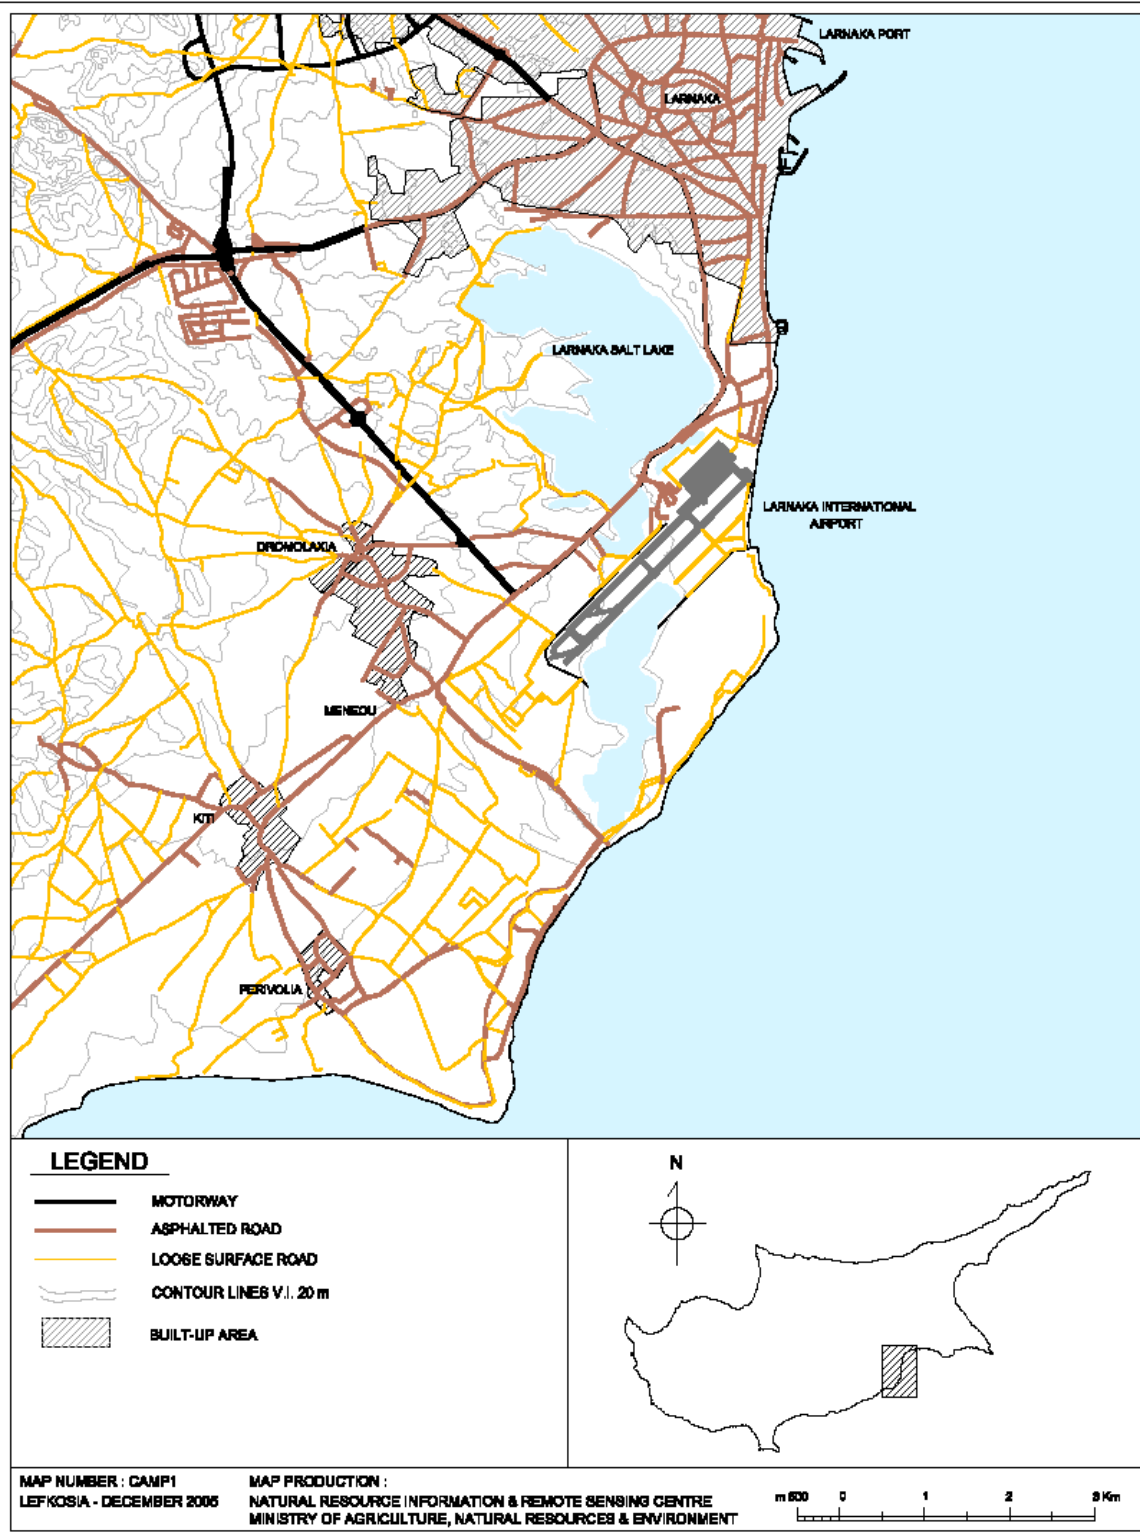 LARNAKA PORT
LARNAKA
LARNAKA SALT LAKE
LARNAKA INTERNATIONAL
AIRPORT
DROMOLAXIA
MENEOU
KITI
PERIVOLIA
LEGEND
MOTORWAY
ASPHALTED ROAD
LOOSE SURFACE ROAD
CONTOUR LINES V.I. 20 m
BUILT-UP AREA
N
MAP NUMBER : CAMP1
LEFKOSIA - DECEMBER 2005
MAP PRODUCTION :
NATURAL RESOURCE INFORMATION & REMOTE SENSING CENTRE
MINISTRY OF AGRICULTURE, NATURAL RESOURCES & ENVIRONMENT
m 500 0 1 2 3 Km